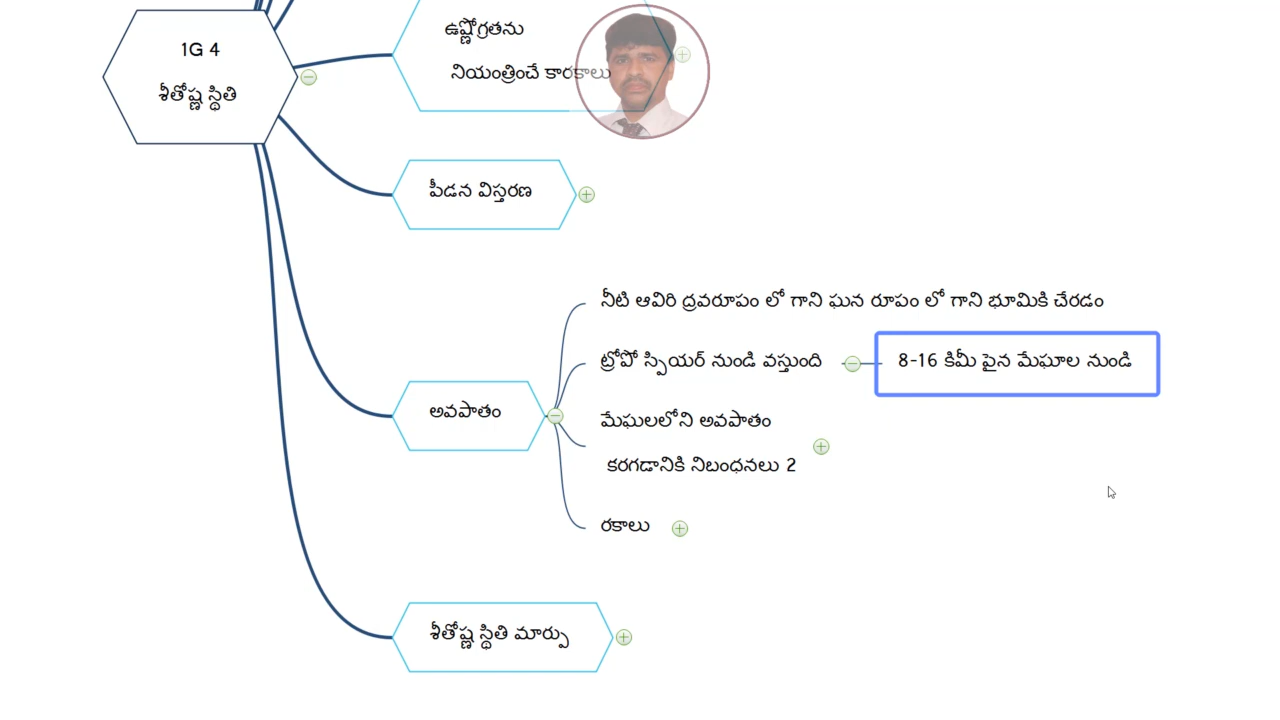 1G 4
శీతోష్ణ స్థితి
ఉష్ణోగ్రతను
నియంత్రించే కారకాలు
పీడన విస్తరణ
అవపాతం
నీటి ఆవిరి ద్రవరూపం లో గాని ఘన రూపం లో గాని భూమికి చేరడం
ట్రోపో స్పియర్ నుండి వస్తుంది
8-16 కిమీ పైన మేఘాల నుండి
మేఘలలోని అవపాతం
కరగడానికి నిబంధనలు 2
రకాలు
శీతోష్ణ స్థితి మార్పు